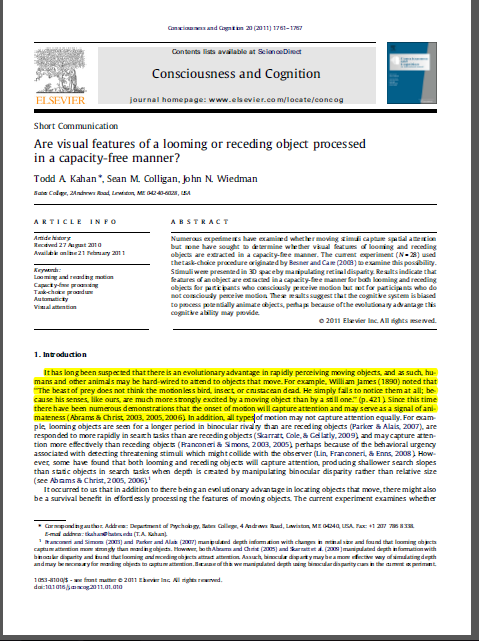 Consciousness and Cognition 20 (2011) 1761–1767
Contents lists available at ScienceDirect
Consciousness and Cognition
journal homepage: www.elsevier.com/locate/concog
ELSEVIER
Short Communication
Are visual features of a looming or receding object processed
in a capacity-free manner?
Todd A. Kahan *, Sean M. Colligan, John N. Wiedman
Bates College, 2 Andrews Road, Lewiston, ME 04240-6028, USA
ARTICLE INFO
Article history:
Received 27 August 2010
Available online 21 February 2011
Keywords:
Looming and receding motion
Capacity-free processing
Task-choice procedure
Automaticity
Visual attention
ABSTRACT
Numerous experiments have examined whether moving stimuli capture spatial attention
but none have sought to determine whether visual features of looming and receding
objects are extracted in a capacity-free manner. The current experiment (N = 28) used
the task-choice procedure originated by Besner and Care (2003) to examine this possibility.
Stimuli were presented in 3D space by manipulating retinal disparity. Results indicate that
features of an object are extracted in a capacity-free manner for both looming and receding
objects for participants who consciously perceive motion but not for participants who do
not consciously perceive motion. These results suggest that the cognitive system is biased
to process potentially animate objects, perhaps because of the evolutionary advantage this
cognitive ability may provide.
© 2011 Elsevier Inc. All rights reserved.
1. Introduction
It has long been suspected that there is an evolutionary advantage in rapidly perceiving moving objects, and as such, hu-
mans and other animals may be hard-wired to attend to objects that move. For example, William James (1890) noted that
"The beast of prey does not think the motionless bird, insect, or crustacean dead. He simply fails to notice them at all; be-
cause his senses, like ours, are much more strongly excited by a moving object than by a still one." (p. 421). Since this time
there have been numerous demonstrations that the onset of motion will capture attention and may serve as a signal of ani-
mateness (Abrams & Christ, 2003, 2005, 2006). In addition, all types of motion may not capture attention equally. For exam-
ple, looming objects are seen for a longer period in binocular rivalry than are receding objects (Parker & Alais, 2007), are
responded to more rapidly in search tasks than are receding objects (Skarratt, Cole, & Gellatly, 2009), and may capture atten-
tion more effectively than receding objects (Franconeri & Simons, 2003, 2005), perhaps because of the behavioral urgency
associated with detecting threatening stimuli which might collide with the observer (Lin, Franconeri, & Enns, 2008). How-
ever, some have found that both looming and receding objects will capture attention, producing shallower search slopes
than static objects in search tasks when depth is created by manipulating binocular disparity rather than relative size
(see Abrams & Christ, 2005, 2006).1
It occurred to us that in addition to there being an evolutionary advantage in locating objects that move, there might also
be a survival benefit in effortlessly processing the features of moving objects. The current experiment examines whether
* Corresponding author. Address: Department of Psychology, Bates College, 4 Andrews Road, Lewiston, ME 04240, USA. Fax: +1 207 786 8338.
E-mail address: tkahan@bates.edu (T.A. Kahan).
1 Franconeri and Simons (2003) and Parker and Alais (2007) manipulated depth information with changes in retinal size and found that looming objects
capture attention more strongly than receding objects. However, both Abrams and Christ (2005) and Skarratt et al. (2009) manipulated depth information with
binocular disparity and found that looming and receding objects attract attention. As such, binocular disparity may be a more effective way of simulating depth
and may be necessary for receding objects to capture attention. Because of this we manipulated depth using binocular disparity cues in the current experiment.
1053-8100/$ - see front matter © 2011 Elsevier Inc. All rights reserved.
doi:10.1016/j.concog.2011.01.010